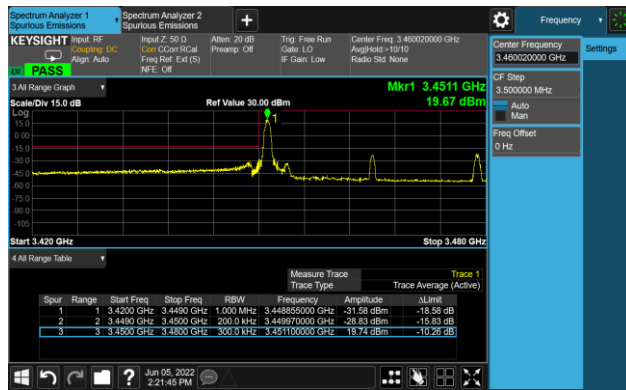 Spectrum Analyzer 1
Spurious Emissions
Spectrum Analyzer 2
Spurious Emissions
Frequency
KEYSIGHT
Input: RF
Coupling: DC
Align: Auto
Input Z: 50 Ω
Corr CCorr RCal
Freq Ref: Ext (S)
NFE: Off
Atten: 20 dB
Preamp: Off
Trig: Free Run
Gate: LO
IF Gain: Low
Center Freq: 3.460020000 GHz
Avg|Hold:>10/10
Radio Std: None
PASS
Center Frequency
3.460020000 GHz
Settings
CF Step
3.500000 MHz
Auto
Man
Freq Offset
0 Hz
3 All Range Graph
Mkr1 3.4511 GHz
Scale/Div 15.0 dB
Ref Value 30.00 dBm
19.67 dBm
Log
1
15.0
0.00
-15.0
-30.0
-45.0
-60.0
-75.0
-90.0
-105
Start 3.420 GHz
Stop 3.480 GHz
4 All Range Table
Measure Trace Trace 1
Trace Type Trace Average (Active)
Spur Range Start Freq Stop Freq RBW Frequency Amplitude ΔLimit
1 1 3.4200 GHz 3.4490 GHz 1.000 MHz 3.448855000 GHz -31.58 dBm -18.58 dB
2 2 3.4490 GHz 3.4500 GHz 200.0 kHz 3.449970000 GHz -28.83 dBm -15.83 dB
3 3 3.4500 GHz 3.4800 GHz 300.0 kHz 3.451100000 GHz 19.74 dBm -10.26 dB
?
Jun 05, 2022
2:21:45 PM